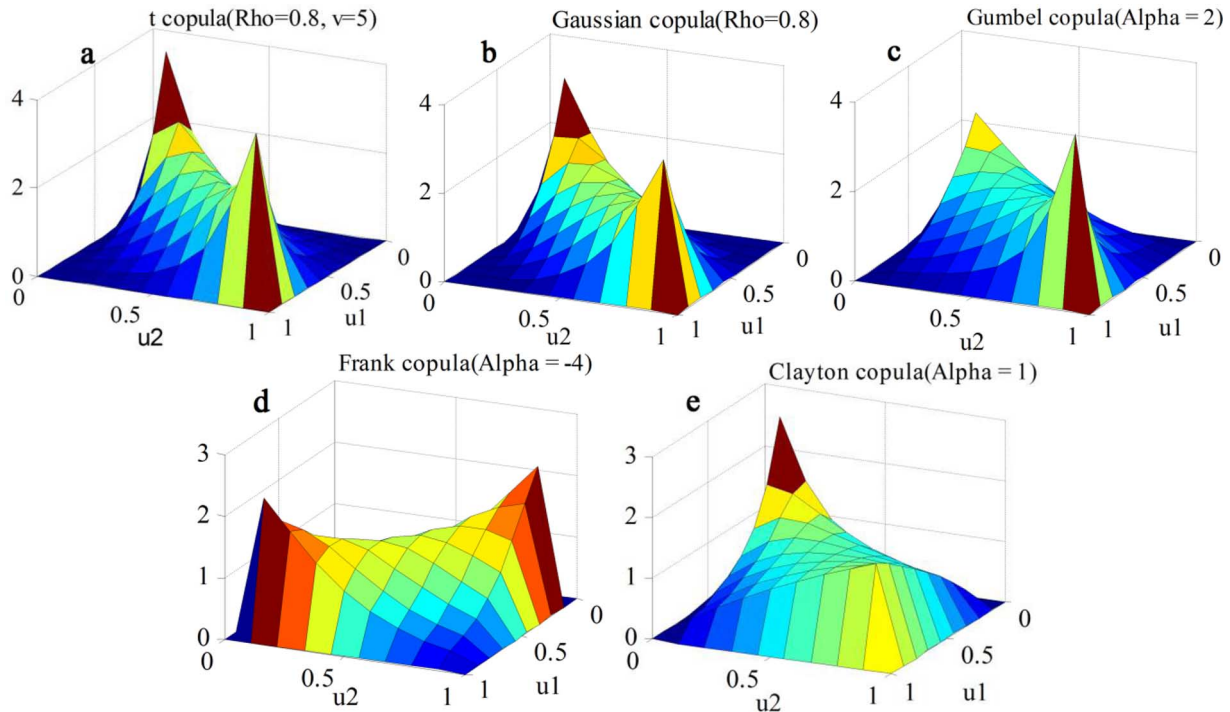 t copula(Rho=0.8, v=5)
Gaussian copula(Rho=0.8)
Gumbel copula(Alpha = 2)
a
b
c
4
2
0
0
0.5
1
u2
1
0.5
0
u1
4
2
0
0
0.5
1
u2
1
0.5
0
u1
4
2
0
0
0.5
1
u2
1
0.5
0
u1
Frank copula(Alpha = -4)
Clayton copula(Alpha = 1)
d
e
3
2
1
0
0
0.5
1
u2
1
0.5
0
u1
3
2
1
0
0
0.5
1
u2
1
0.5
0
u1